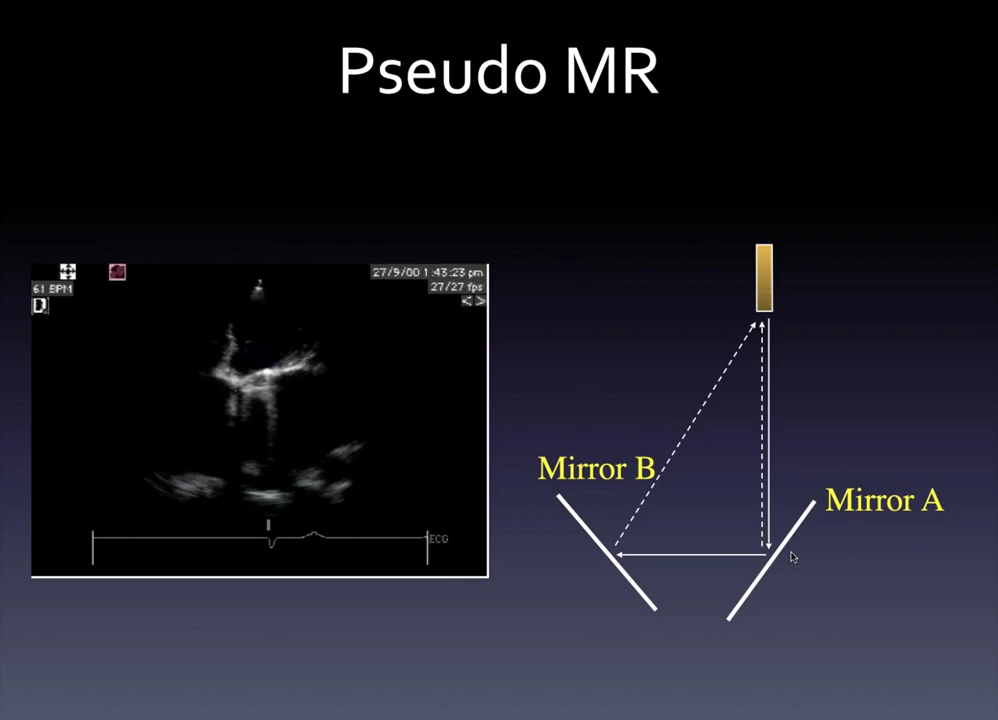 Pseudo MR
27/9/00 1:43:23 pm
61 BPM
27/27 fps
< >
ECG
Mirror B
Mirror A